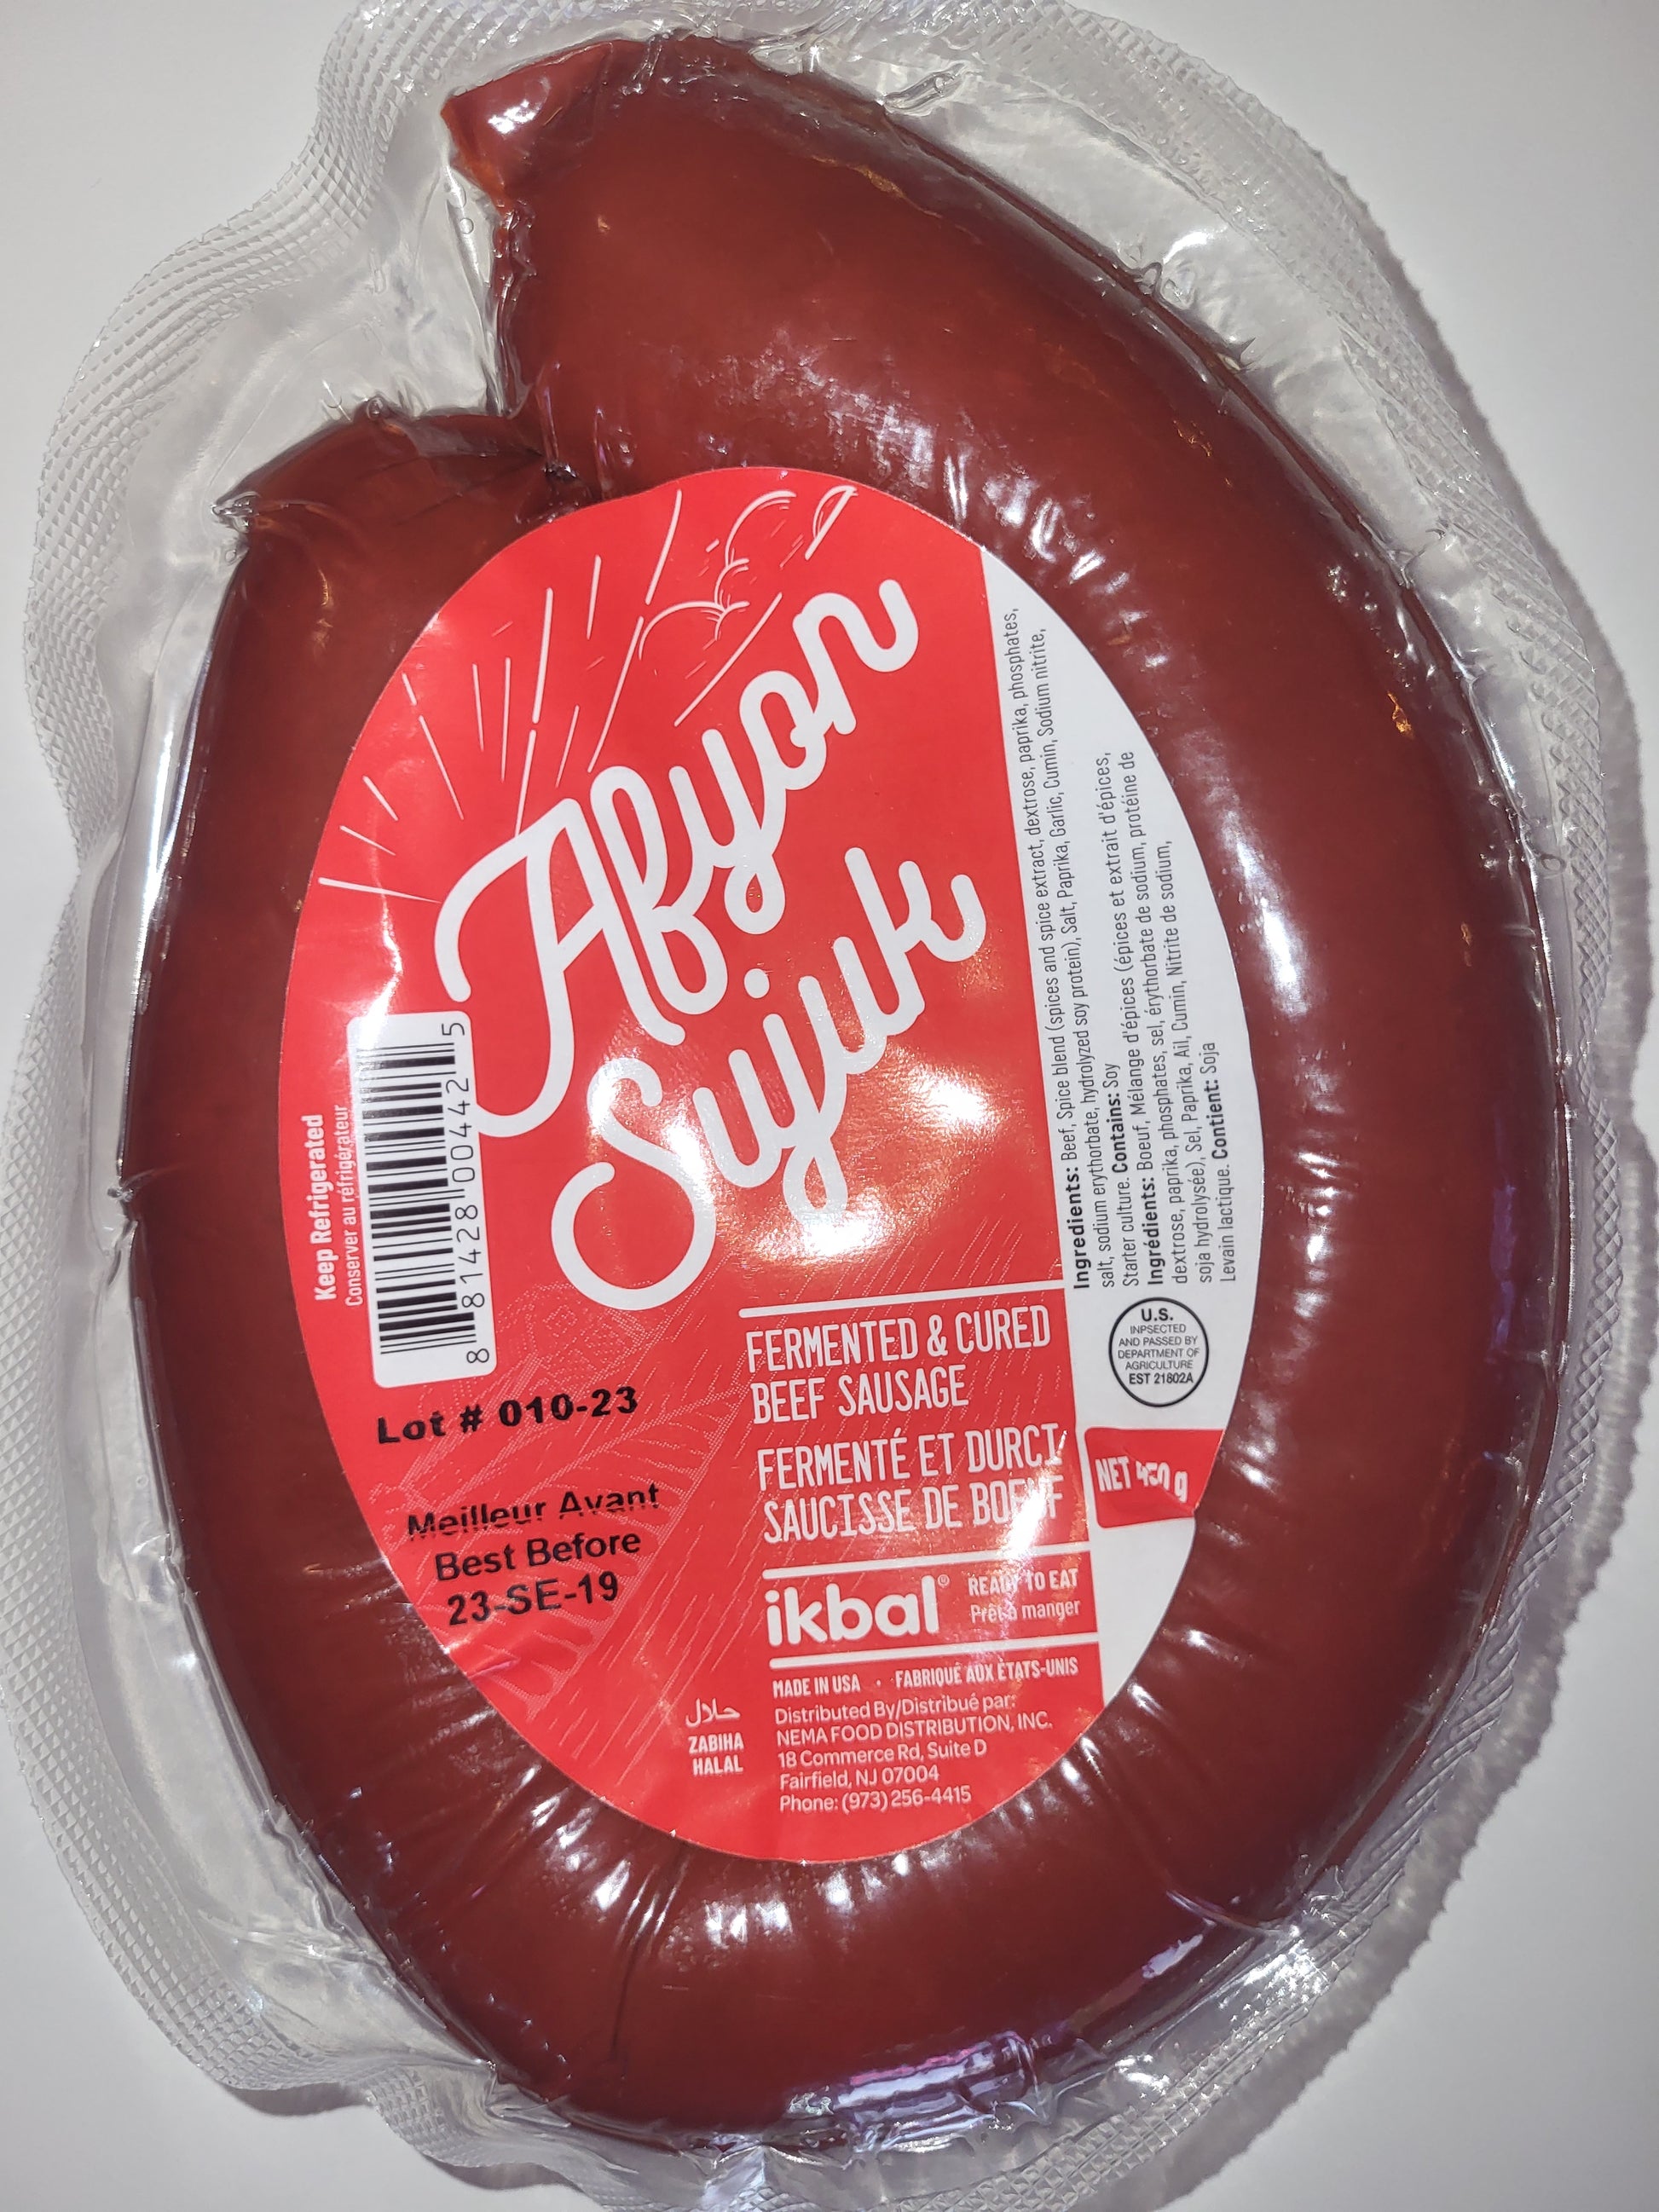 Afyon
Sujuk
Keep Refrigerated
Conserver au réfrigérateur
8 81428 00442 5
Lot # 010-23
Meilleur Avant
Best Before
23-SE-19
FERMENTED & CURED
BEEF SAUSAGE
FERMENTÉ ET DURCI
SAUCISSE DE BOEUF
ikbal®
READY TO EAT
Prêt à manger
MADE IN USA • FABRIQUÉ AUX ÉTATS-UNIS
Distributed By/Distribué par:
NEMA FOOD DISTRIBUTION, INC.
18 Commerce Rd, Suite D
Fairfield, NJ 07004
Phone: (973) 256-4415
حلال
ZABIHA
HALAL
Ingredients: Beef, Spice blend (spices and spice extract, dextrose, paprika, phosphates,
salt, sodium erythorbate, hydrolyzed soy protein), Salt, Paprika, Garlic, Cumin, Sodium nitrite,
Starter culture. Contains: Soy
Ingrédients: Boeuf, Mélange d'épices (épices et extrait d'épices,
dextrose, paprika, phosphates, sel, érythorbate de sodium, protéine de
soja hydrolysée), Sel, Paprika, Ail, Cumin, Nitrite de sodium,
Levain lactique. Contient: Soja
U.S.
INPSECTED
AND PASSED BY
DEPARTMENT OF
AGRICULTURE
EST 21802A
NET 450 g